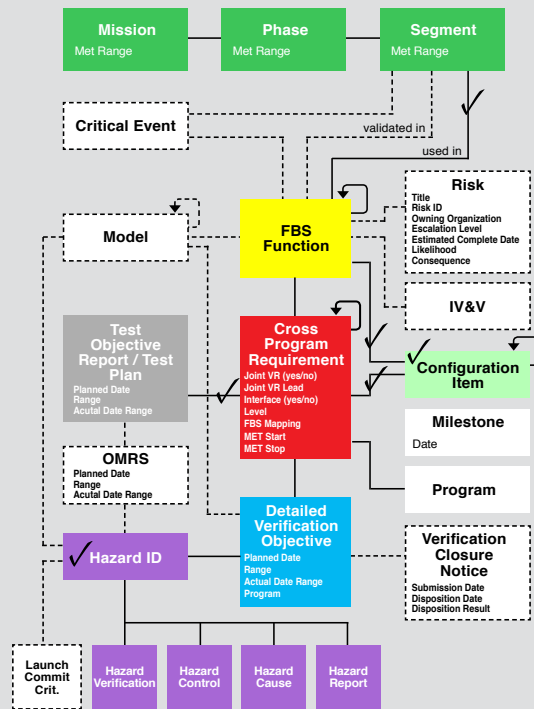 Mission
Met Range
Phase
Met Range
Segment
Met Range
Critical Event
validated in
used in
Risk
Title
Risk ID
Owning Organization
Escalation Level
Estimated Complete Date
Likelihood
Consequence
Model
FBS
Function
IV&V
Test
Objective
Report / Test
Plan
Planned Date
Range
Acutal Date Range
Cross
Program
Requirement
Joint VR (yes/no)
Joint VR Lead
Interface (yes/no)
Level
FBS Mapping
MET Start
MET Stop
Configuration
Item
Milestone
Date
OMRS
Planned Date
Range
Acutal Date Range
Program
Detailed
Verification
Objective
Planned Date
Range
Actual Date Range
Program
Verification
Closure
Notice
Submission Date
Disposition Date
Disposition Result
Hazard ID
Launch
Commit
Crit.
Hazard
Verification
Hazard
Control
Hazard
Cause
Hazard
Report